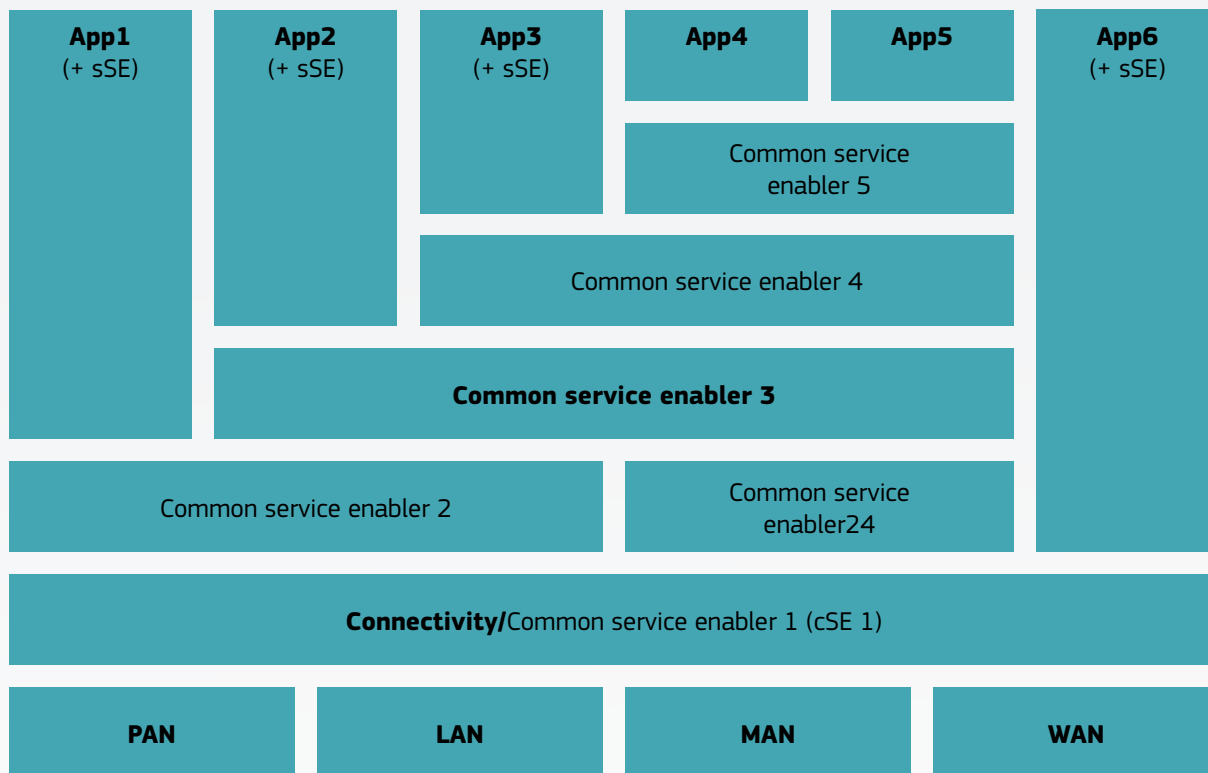 App1
(+ sSE)
App2
(+ sSE)
App3
(+ sSE)
App4
App5
App6
(+ sSE)
Common service
enabler 5
Common service enabler 4
Common service enabler 3
Common service enabler 2
Common service
enabler24
Connectivity/Common service enabler 1 (cSE 1)
PAN
LAN
MAN
WAN